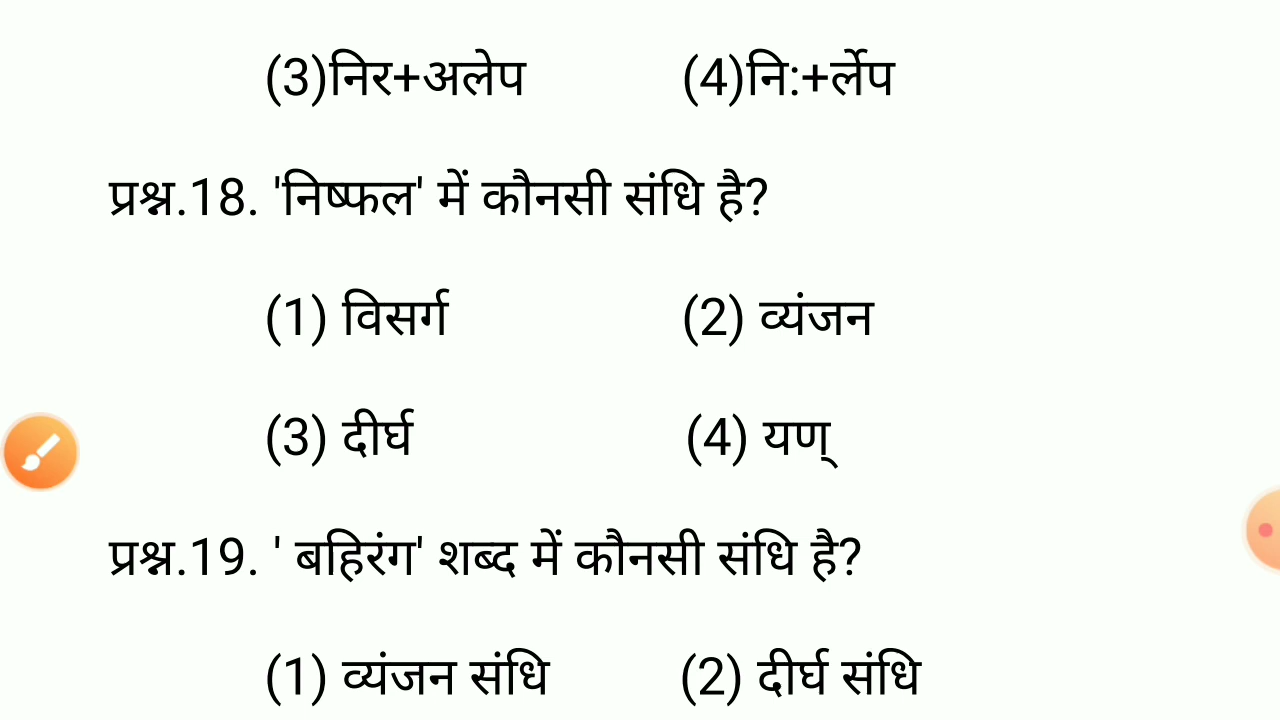 (3)निर+अलेप (4)नि:+र्लेप
प्रश्न.18. 'निष्फल' में कौनसी संधि है?
(1) विसर्ग (2) व्यंजन
(3) दीर्घ (4) यण्
प्रश्न.19. ' बहिरंग' शब्द में कौनसी संधि है?
(1) व्यंजन संधि (2) दीर्घ संधि